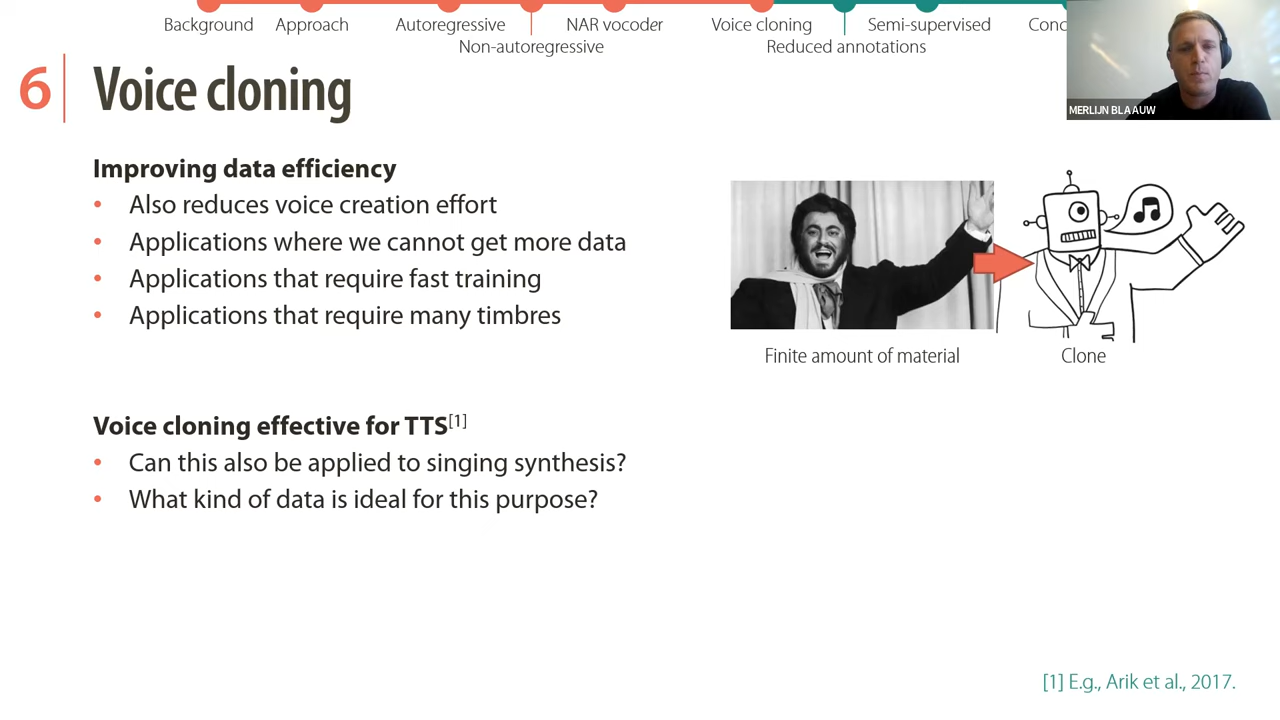 Background Approach Autoregressive NAR vocoder Voice cloning Semi-supervised Conc
Non-autoregressive Reduced annotations
MERLIJN BLAAUW
6 Voice cloning
Improving data efficiency
• Also reduces voice creation effort
• Applications where we cannot get more data
• Applications that require fast training
• Applications that require many timbres
Finite amount of material Clone
Voice cloning effective for TTS[1]
• Can this also be applied to singing synthesis?
• What kind of data is ideal for this purpose?
[1] E.g., Arik et al., 2017.